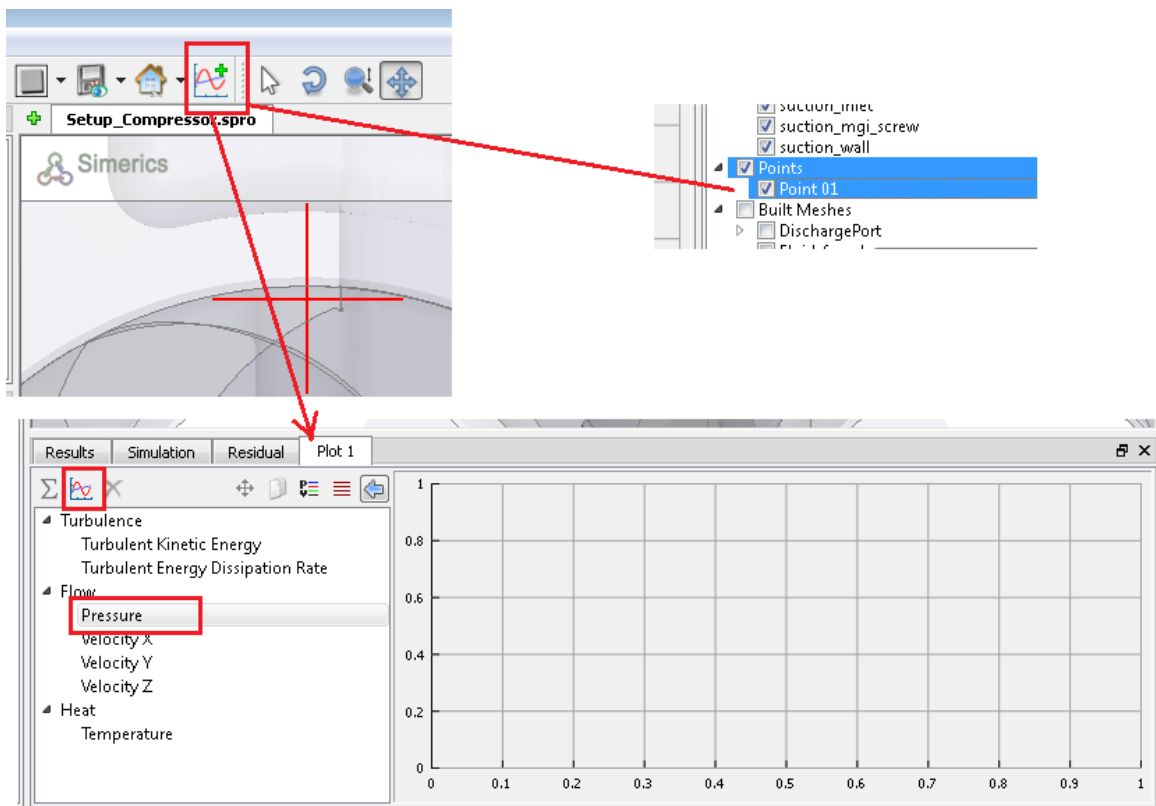 Setup_Compressor.spro
Simerics
suction_inlet
suction_mgi_screw
suction_wall
Points
Point 01
Built Meshes
DischargePort
Results Simulation Residual Plot 1
Turbulence
Turbulent Kinetic Energy
Turbulent Energy Dissipation Rate
Flow
Pressure
Velocity X
Velocity Y
Velocity Z
Heat
Temperature
1
0.8
0.6
0.4
0.2
0
0 0.1 0.2 0.3 0.4 0.5 0.6 0.7 0.8 0.9 1